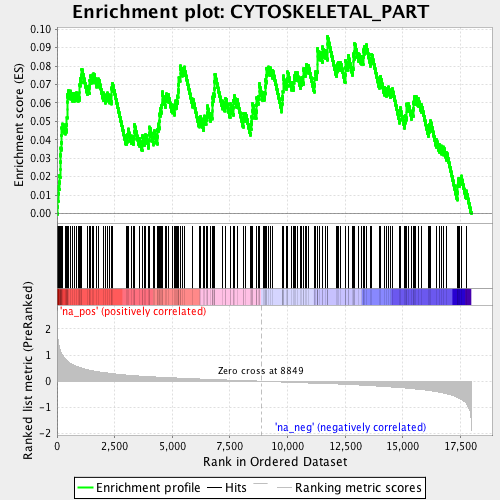 Enrichment plot: CYTOSKELETAL_PART
Enrichment score (ES)
0.10
0.09
0.08
0.07
0.06
0.05
0.04
0.03
0.02
0.01
0.00
'na_pos' (positively correlated)
Ranked list metric (PreRanked)
2
1
0
-1
-2
Zero cross at 8849
'na_neg' (negatively correlated)
0
2,500
5,000
7,500
10,000
12,500
15,000
17,500
Rank in Ordered Dataset
Enrichment profile
Hits
Ranking metric scores